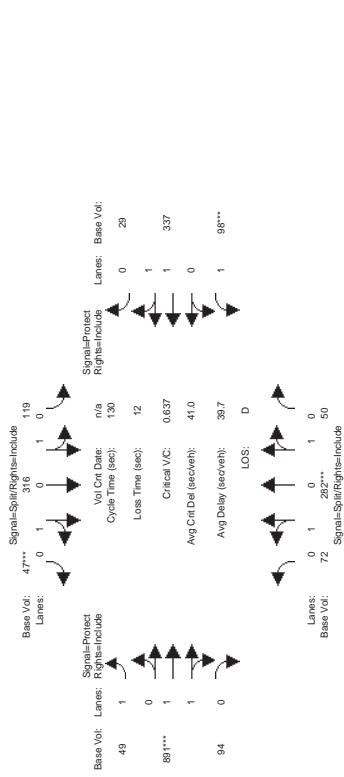 Signal=Split/Rights=Include
Base Vol: 47*** 316 119
Lanes: 0 1 0 1 0
Signal=Protect Signal=Protect
Base Vol: Lanes: Rights=Include Vol Cnt Date: n/a Rights=Include Lanes: Base Vol:
49 1 Cycle Time (sec): 130 0 29
0 Loss Time (sec): 12 1
891*** 1 Critical V/C: 0.637 1 337
1 Avg Crit Del (sec/veh): 41.0 0
94 0 Avg Delay (sec/veh): 39.7 1 98***
LOS: D
Lanes: 0 1 0 1 0
Base Vol: 72 282*** 50
Signal=Split/Rights=Include